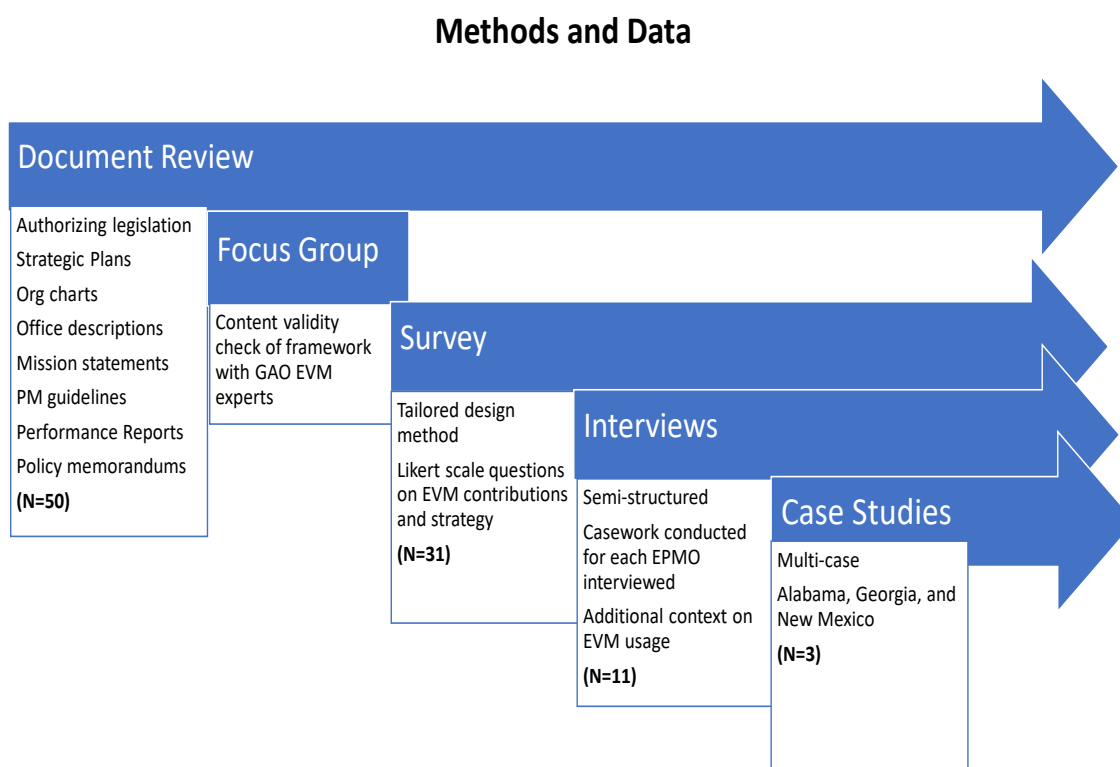 Methods and Data
Document Review
Authorizing legislation
Strategic Plans
Org charts
Office descriptions
Mission statements
PM guidelines
Performance Reports
Policy memorandums
(N=50)
Focus Group
Content validity
check of framework
with GAO EVM
experts
Survey
Tailored design
method
Likert scale questions
on EVM contributions
and strategy
(N=31)
Interviews
Semi-structured
Casework conducted
for each EPMO
interviewed
Additional context on
EVM usage
(N=11)
Case Studies
Multi-case
Alabama, Georgia, and
New Mexico
(N=3)